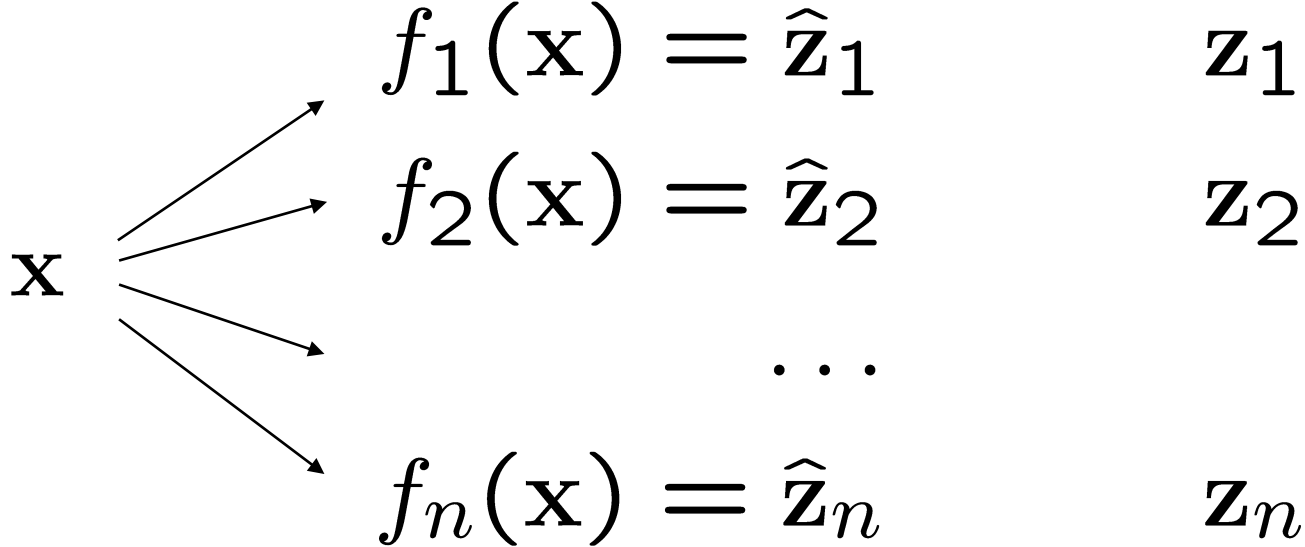 f₁(x) = ẑ₁ z₁
f₂(x) = ẑ₂ z₂
x
...
fₙ(x) = ẑₙ zₙ